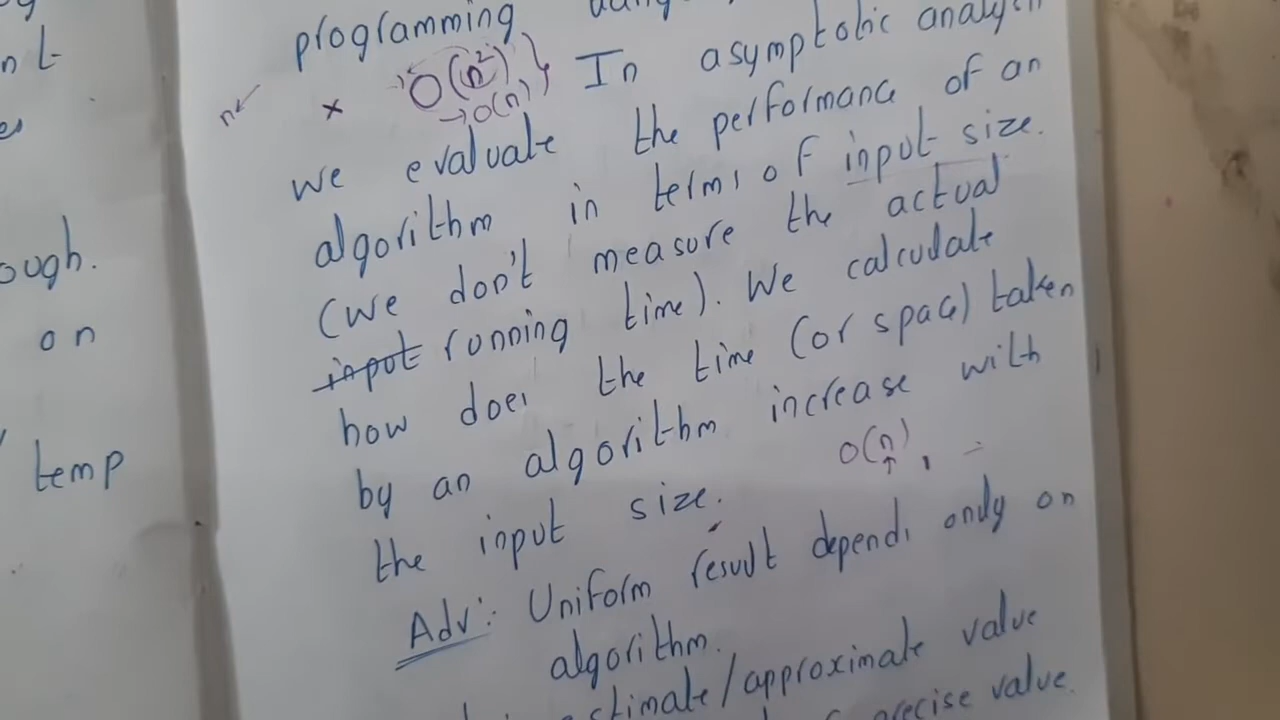 nt
ough.
on
temp
programming
n
× O(n²) } In asymptotic
→O(n),
we evaluate the performance of an
algorithm in terms of input size.
(we don't measure the actual
input running time). We calculate
how does the time (or space) taken
by an algorithm increase with
O(n),
the input size.
Adv:- Uniform result depends only on
algorithm.
estimate/approximate value
precise value.